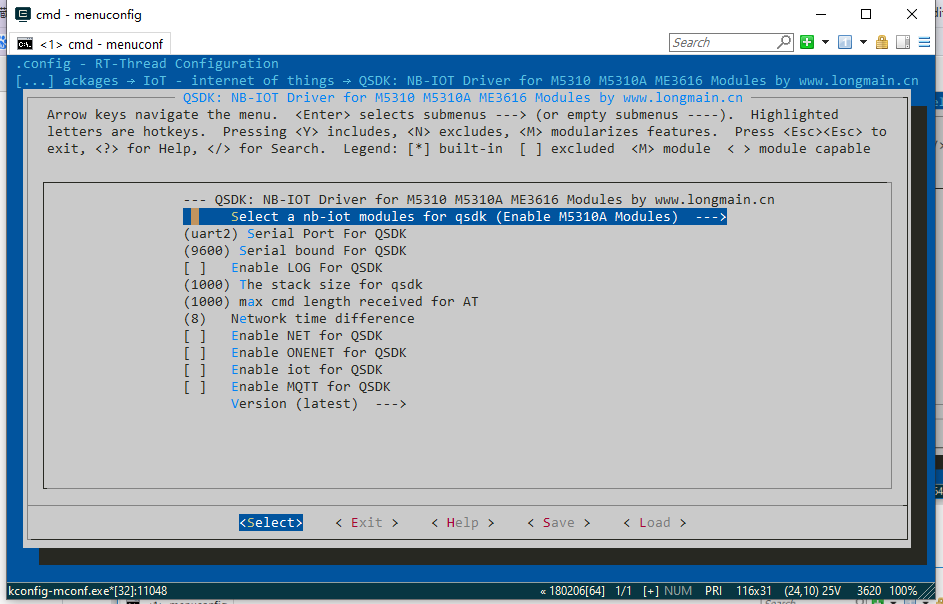 cmd - menuconfig
<1> cmd - menuconf
Search
.config - RT-Thread Configuration
[...] ackages → IoT - internet of things → QSDK: NB-IOT Driver for M5310 M5310A ME3616 Modules by www.longmain.cn
QSDK: NB-IOT Driver for M5310 M5310A ME3616 Modules by www.longmain.cn
Arrow keys navigate the menu.  <Enter> selects submenus ---> (or empty submenus ----).  Highlighted
letters are hotkeys.  Pressing <Y> includes, <N> excludes, <M> modularizes features.  Press <Esc><Esc> to
exit, <?> for Help, </> for Search.  Legend: [*] built-in  [ ] excluded  <M> module  < > module capable
--- QSDK: NB-IOT Driver for M5310 M5310A ME3616 Modules by www.longmain.cn
Select a nb-iot modules for qsdk (Enable M5310A Modules)  --->
(uart2) Serial Port For QSDK
(9600) Serial bound For QSDK
[ ]   Enable LOG For QSDK
(1000) The stack size for qsdk
(1000) max cmd length received for AT
(8)   Network time difference
[ ]   Enable NET for QSDK
[ ]   Enable ONENET for QSDK
[ ]   Enable iot for QSDK
[ ]   Enable MQTT for QSDK
Version (latest)  --->
<Select>    < Exit >    < Help >    < Save >    < Load >
kconfig-mconf.exe*[32]:11048    « 180206[64]  1/1  [+] NUM  PRI  116x31  (24,10) 25V  3620  100%